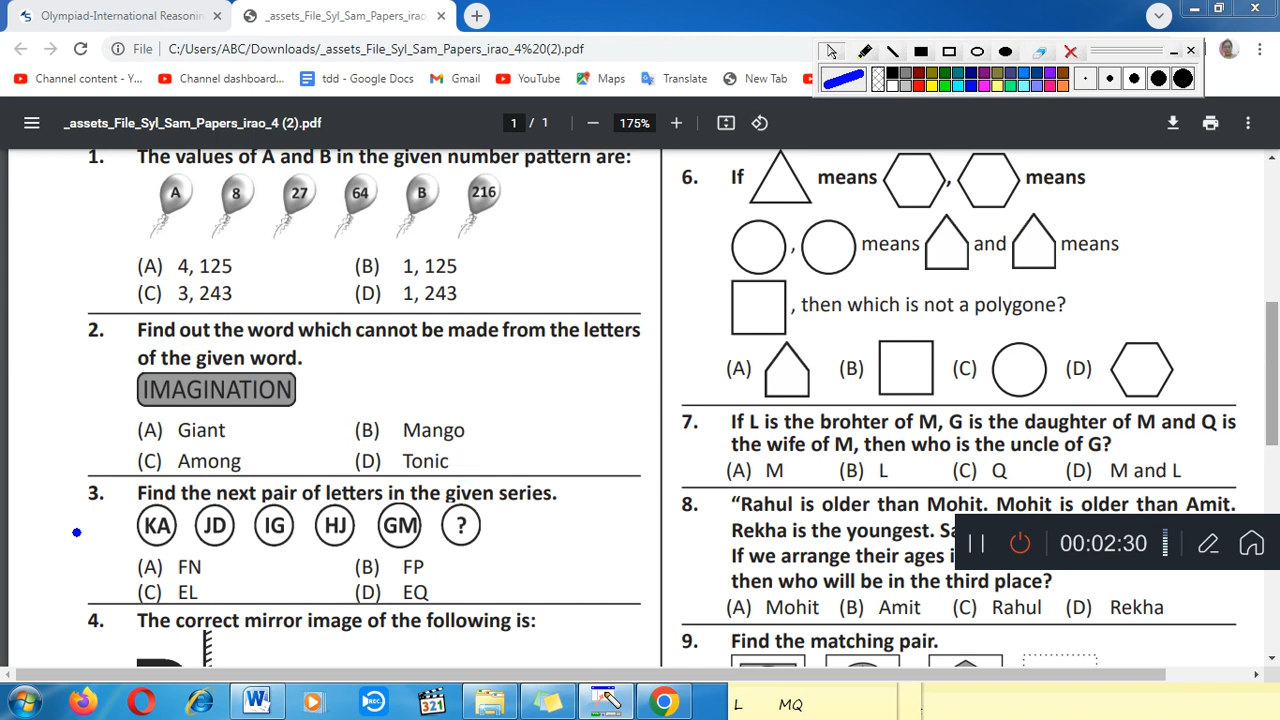 Olympiad-International Reasoning
_assets_File_Syl_Sam_Papers_irao_
File
C:/Users/ABC/Downloads/_assets_File_Syl_Sam_Papers_irao_4%20(2).pdf
Channel content - Y...
Channel dashboard...
std - Google Docs
Gmail
YouTube
Maps
Translate
New Tab
_assets_File_Syl_Sam_Papers_irao_4 (2).pdf
1 / 1
175%
1. The values of A and B in the given number pattern are:
A 8 27 64 B 216
(A) 4, 125 (B) 1, 125
(C) 3, 243 (D) 1, 243
2. Find out the word which cannot be made from the letters
of the given word.
IMAGINATION
(A) Giant (B) Mango
(C) Among (D) Tonic
3. Find the next pair of letters in the given series.
KA JD IG HJ GM ?
(A) FN (B) FP
(C) EL (D) EQ
4. The correct mirror image of the following is:
6. If means , means
, means and means
, then which is not a polygone?
(A) (B) (C) (D)
7. If L is the brohter of M, G is the daughter of M and Q is
the wife of M, then who is the uncle of G?
(A) M (B) L (C) Q (D) M and L
8. “Rahul is older than Mohit. Mohit is older than Amit.
Rekha is the youngest.
If we arrange their ages
then who will be in the third place?
(A) Mohit (B) Amit (C) Rahul (D) Rekha
9. Find the matching pair.
00:02:30
W
REC
321
L MQ